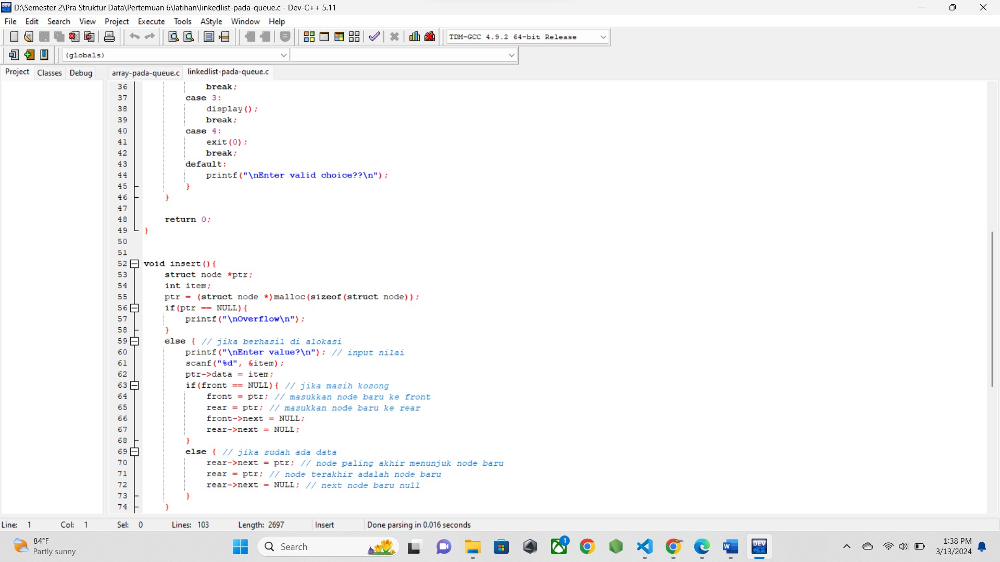 D:\Semester 2\Pra Struktur Data\Pertemuan 6\latihan\linkedlist-pada-queue.c - Dev-C++ 5.11
File Edit Search View Project Execute Tools AStyle Window Help
TDM-GCC 4.9.2 64-bit Release
(globals)
Project Classes Debug array-pada-queue.c linkedlist-pada-queue.c
36 break;
37 case 3:
38 display();
39 break;
40 case 4:
41 exit(0);
42 break;
43 default:
44 printf("\nEnter valid choice??\n");
45 }
46 }
47
48 return 0;
49 }
50
51
52 void insert(){
53 struct node *ptr;
54 int item;
55 ptr = (struct node *)malloc(sizeof(struct node));
56 if(ptr == NULL){
57 printf("\nOverflow\n");
58 }
59 else { // jika berhasil di alokasi
60 printf("\nEnter value?\n"); // input nilai
61 scanf("%d", &item);
62 ptr->data = item;
63 if(front == NULL){ // jika masih kosong
64 front = ptr; // masukkan node baru ke front
65 rear = ptr; // masukkan node baru ke rear
66 front->next = NULL;
67 rear->next = NULL;
68 }
69 else { // jika sudah ada data
70 rear->next = ptr; // node paling akhir menunjuk node baru
71 rear = ptr; // node terakhir adalah node baru
72 rear->next = NULL; // next node baru null
73 }
74 }
Line: 1 Col: 1 Sel: 0 Lines: 103 Length: 2697 Insert Done parsing in 0.016 seconds
84°F
Partly sunny
Search
1
DEV
C++
1:38 PM
3/13/2024